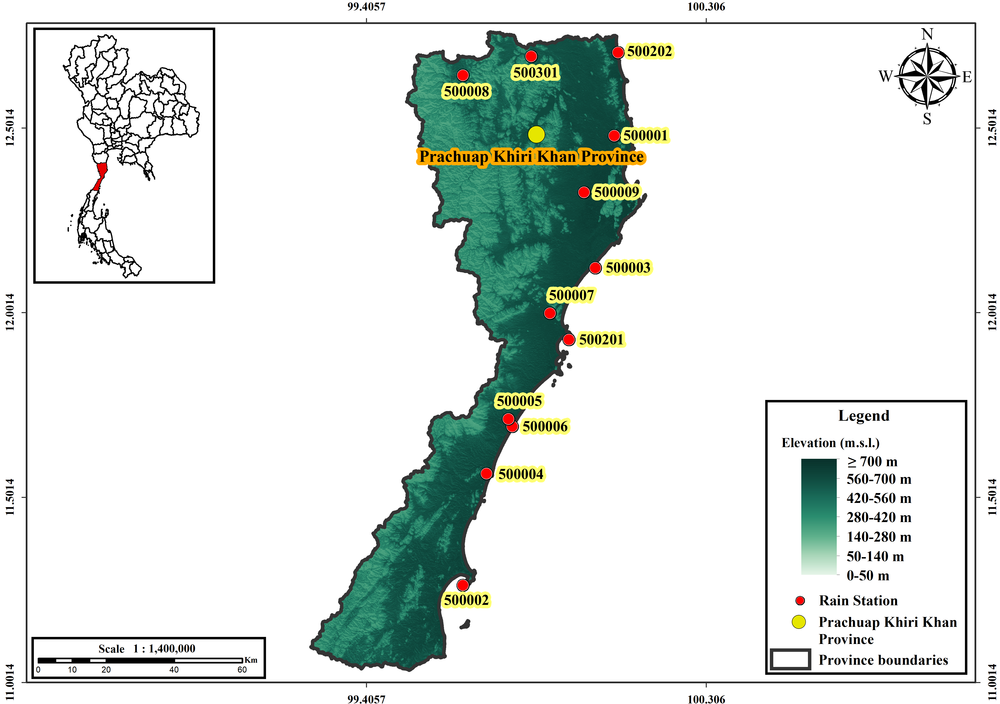 99.4057
100.306
N
W
E
S
500202
500301
500008
12.5014
12.5014
500001
Prachuap Khiri Khan Province
500009
500003
500007
12.0014
12.0014
500201
500005
500006
500004
11.5014
11.5014
500002
Legend
Elevation (m.s.l.)
≥ 700 m
560-700 m
420-560 m
280-420 m
140-280 m
50-140 m
0-50 m
Rain Station
Prachuap Khiri Khan
Province
Province boundaries
Scale 1 : 1,400,000
Km
0 10 20 40 60
11.0014
11.0014
99.4057
100.306